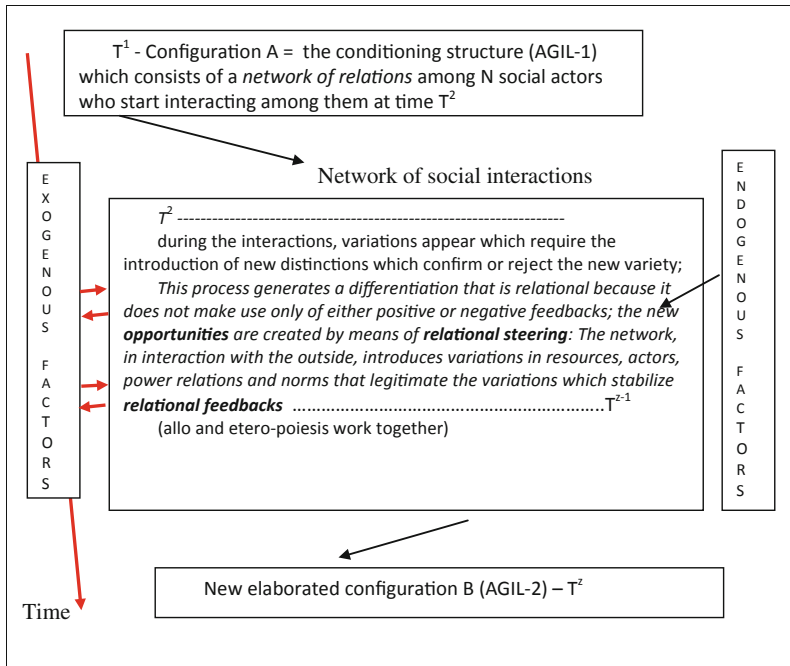 T¹ - Configuration A = the conditioning structure (AGIL-1)
which consists of a network of relations among N social actors
who start interacting among them at time T²
Network of social interactions
EXOGENOUS FACTORS
ENDOGENOUS FACTORS
T² ------------------------------------------------------------------
during the interactions, variations appear which require the
introduction of new distinctions which confirm or reject the new variety;
This process generates a differentiation that is relational because it
does not make use only of either positive or negative feedbacks; the new
opportunities are created by means of relational steering: The network,
in interaction with the outside, introduces variations in resources, actors,
power relations and norms that legitimate the variations which stabilize
relational feedbacks ……………………………………………………..Tᶻ⁻¹
(allo and etero-poiesis work together)
New elaborated configuration B (AGIL-2) – Tᶻ
Time